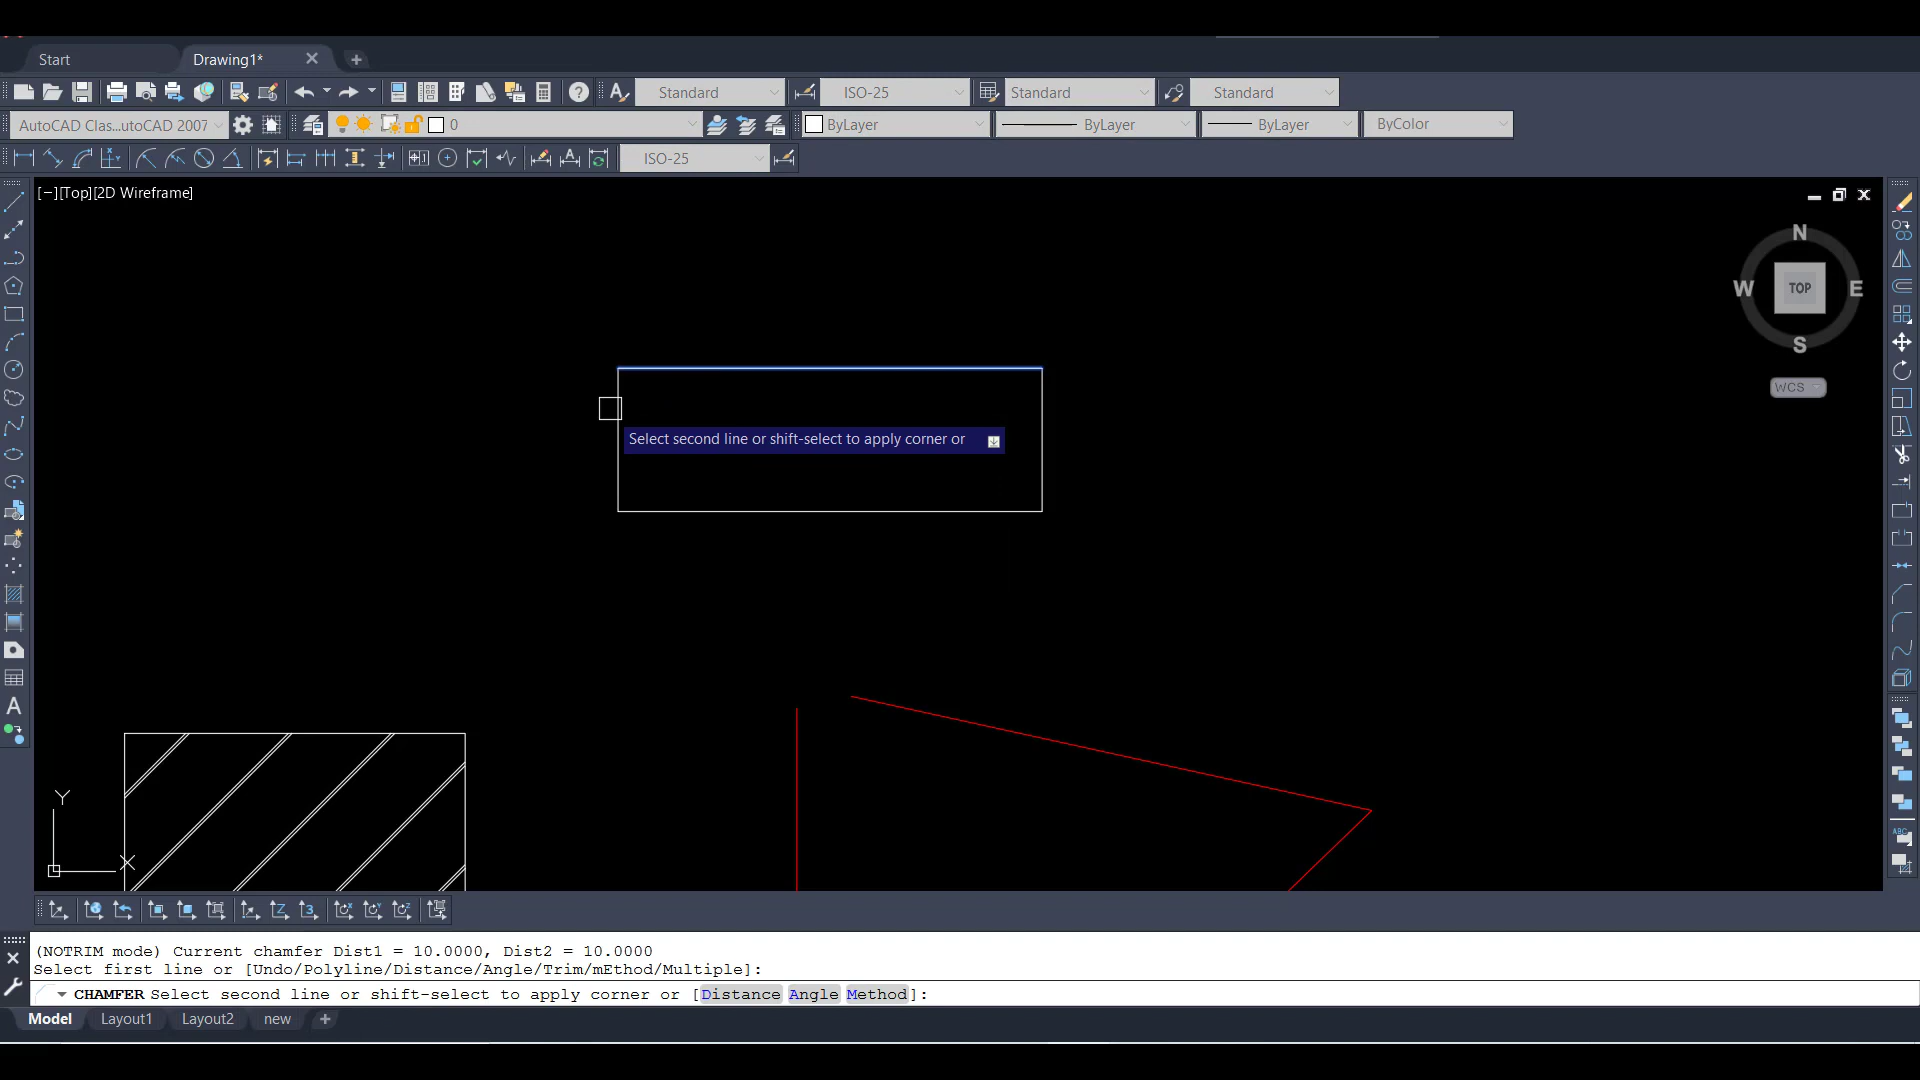 Start
Drawing1*
Standard
ISO-25
Standard
Standard
AutoCAD Clas...utoCAD 2007
0
ByLayer
ByLayer
ByLayer
ByColor
ISO-25
[−][Top][2D Wireframe]
N
W
TOP
E
S
WCS
Select second line or shift-select to apply corner or
Y
X
(NOTRIM mode) Current chamfer Dist1 = 10.0000, Dist2 = 10.0000
Select first line or [Undo/Polyline/Distance/Angle/Trim/mEthod/Multiple]:
CHAMFER Select second line or shift-select to apply corner or [Distance Angle Method]:
Model
Layout1
Layout2
new